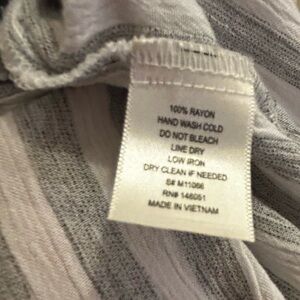 100% RAYON
HAND WASH COLD
DO NOT BLEACH
LINE DRY
LOW IRON
DRY CLEAN IF NEEDED
S# M11066
RN# 146051
MADE IN VIETNAM